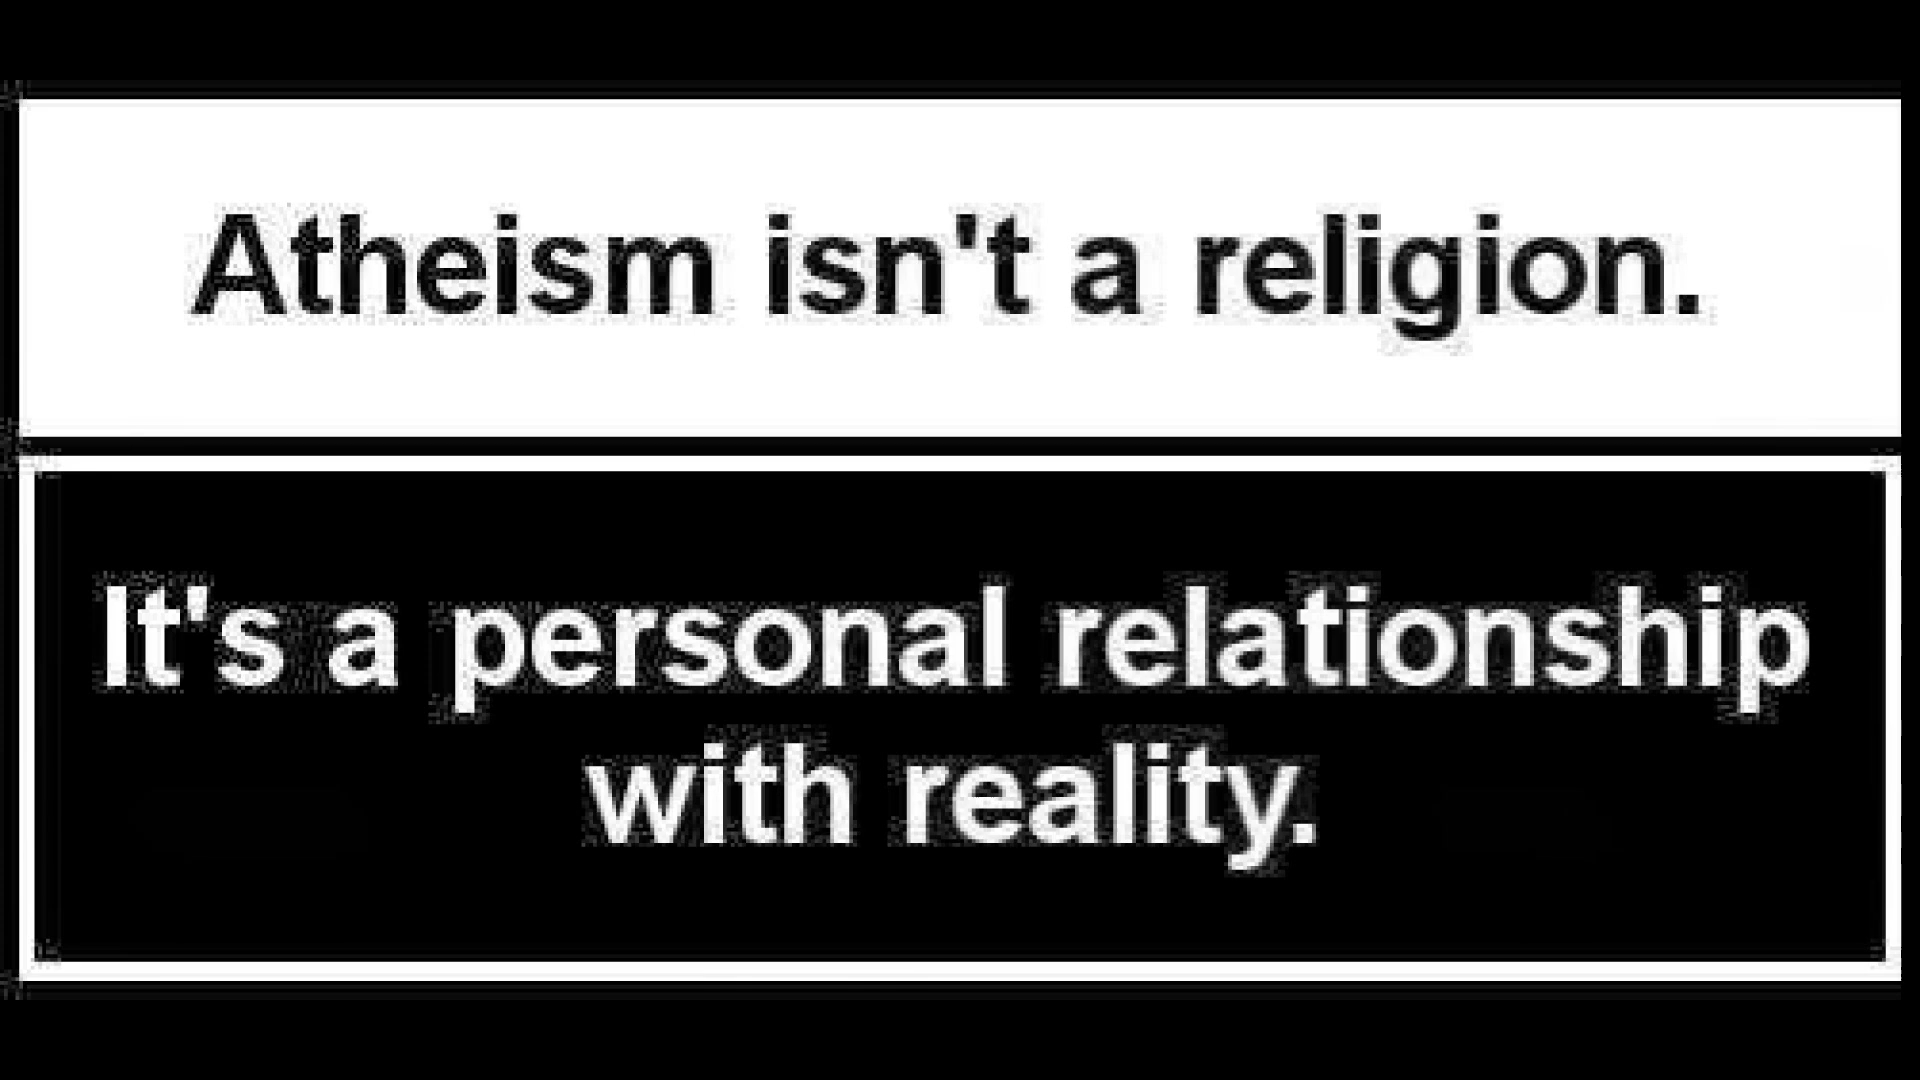 Atheism isn't a religion.
It's a personal relationship
with reality.